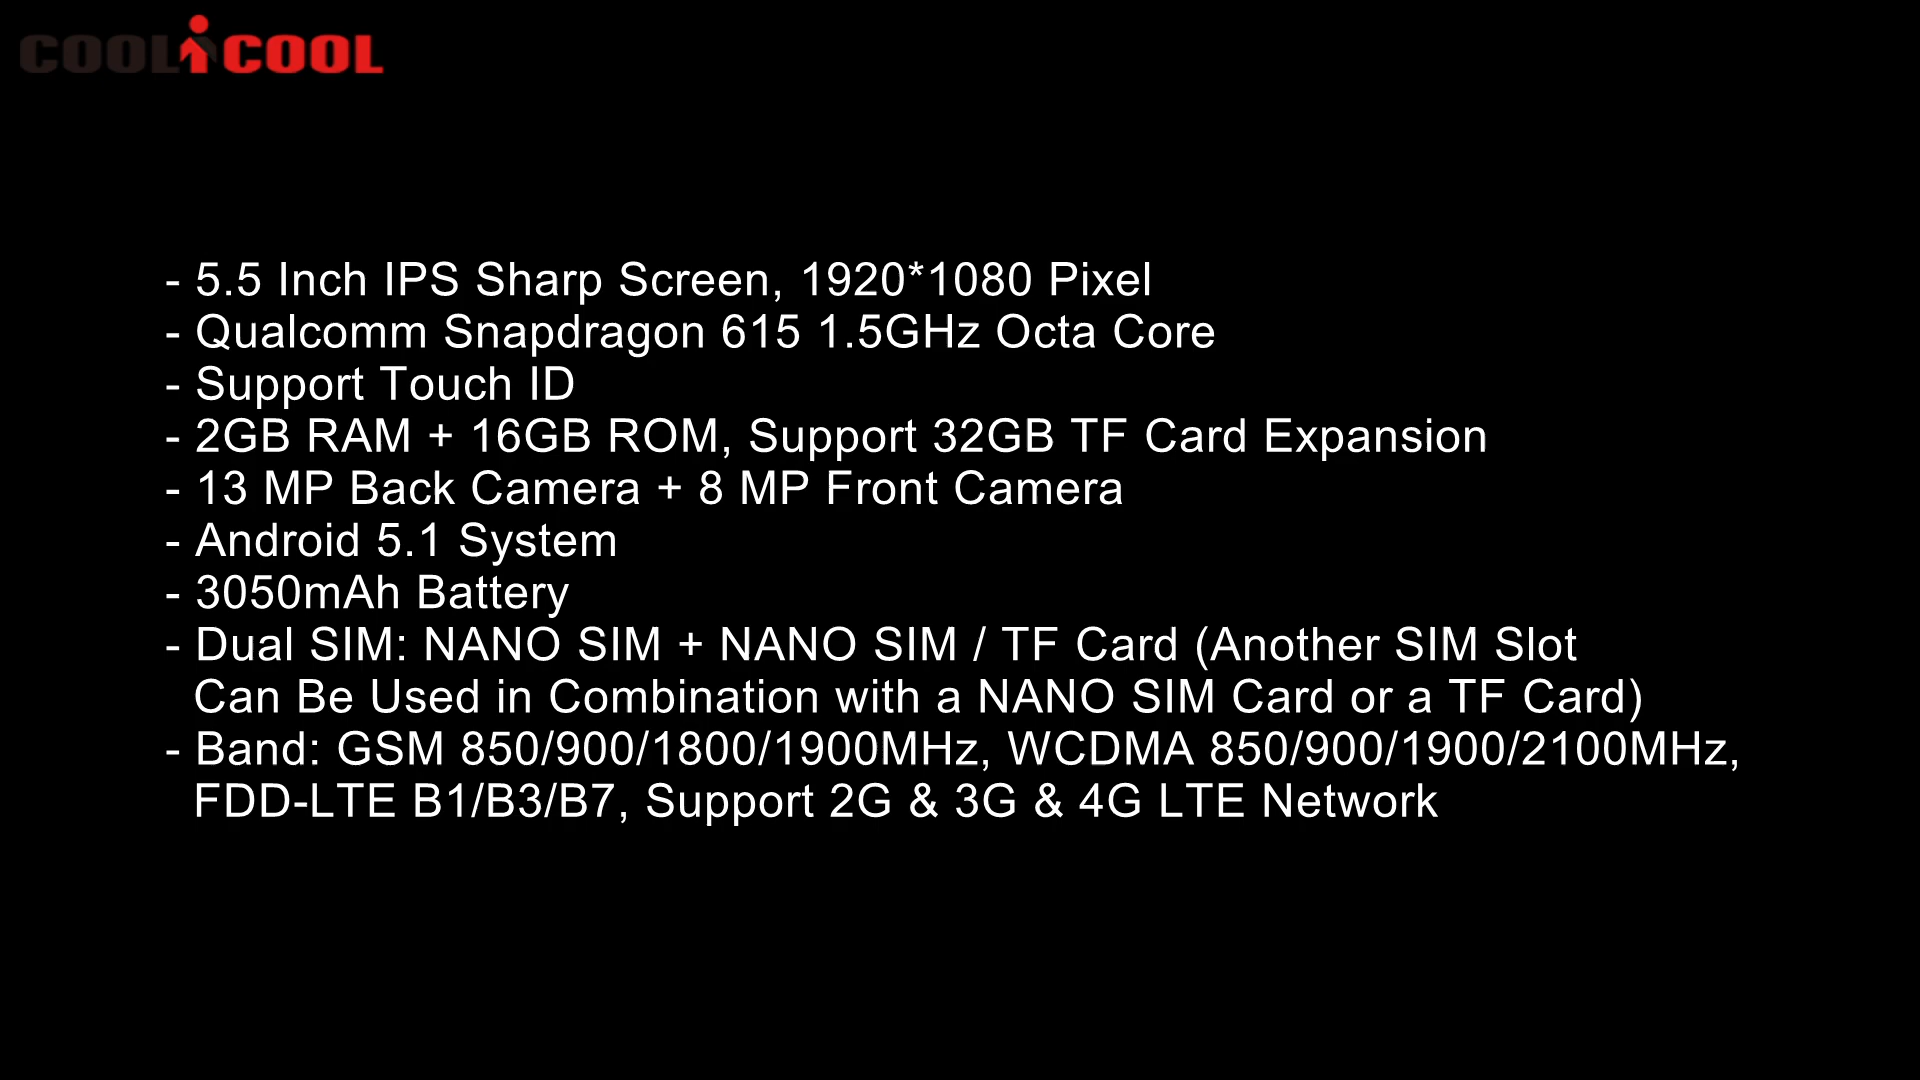 COOLiCOOL
- 5.5 Inch IPS Sharp Screen, 1920*1080 Pixel
- Qualcomm Snapdragon 615 1.5GHz Octa Core
- Support Touch ID
- 2GB RAM + 16GB ROM, Support 32GB TF Card Expansion
- 13 MP Back Camera + 8 MP Front Camera
- Android 5.1 System
- 3050mAh Battery
- Dual SIM: NANO SIM + NANO SIM / TF Card (Another SIM Slot
Can Be Used in Combination with a NANO SIM Card or a TF Card)
- Band: GSM 850/900/1800/1900MHz, WCDMA 850/900/1900/2100MHz,
FDD-LTE B1/B3/B7, Support 2G & 3G & 4G LTE Network